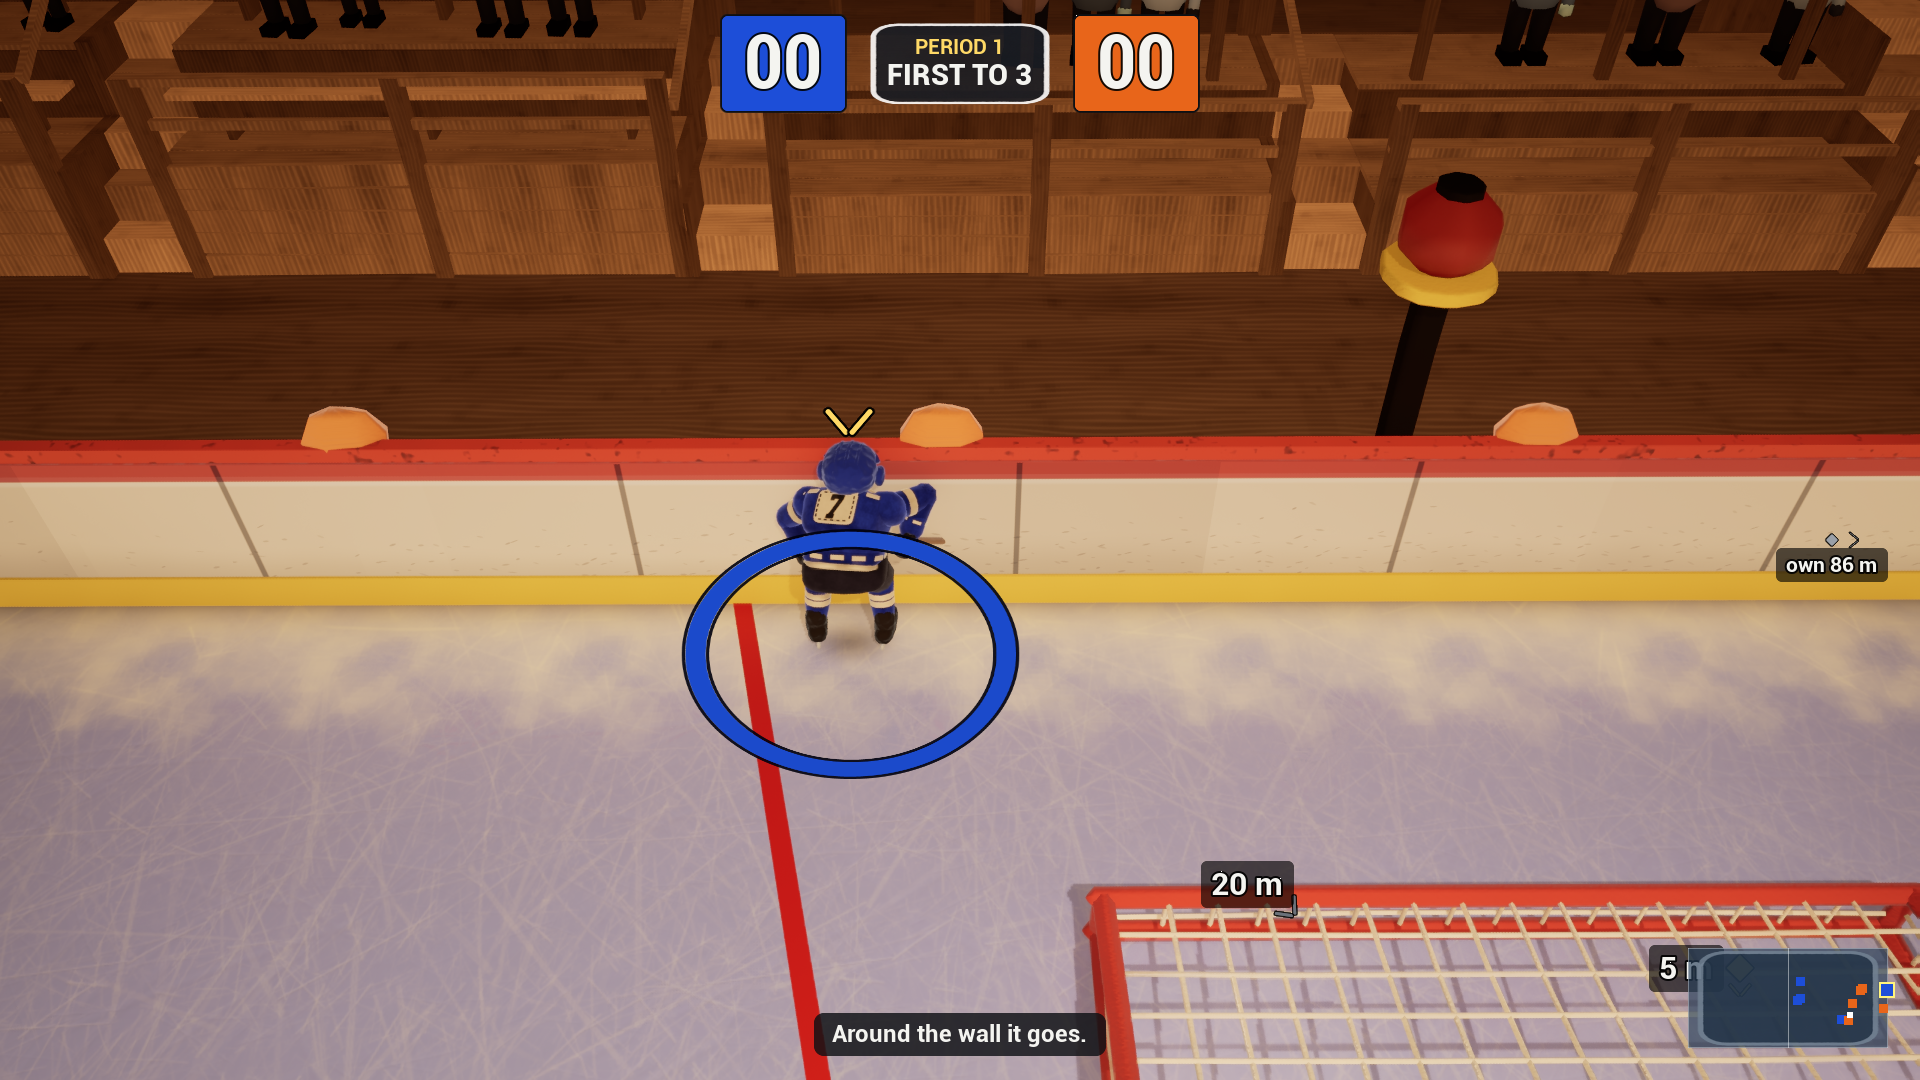 00
PERIOD 1
FIRST TO 3
00
7
own 86 m
20 m
5 m
Around the wall it goes.